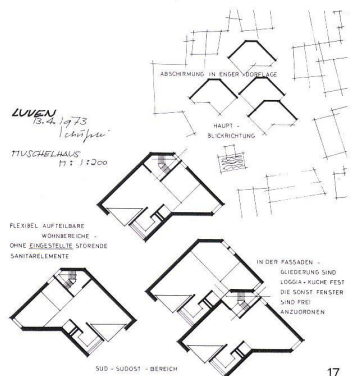 ABSCHIRMUNG IN ENGER DORFLAGE
LUVEN
13.4.1973
HAUPT -
BLICKRICHTUNG
MUSCHELHAUS
M: 1:200
FLEXIBEL AUFTEILBARE
WOHNBEREICHE -
OHNE EINGESTELLTE STÖRENDE
SANITÄRELEMENTE
IN DER FASSADEN -
GLIEDERUNG SIND
LOGGIA + KÜCHE FEST
DIE SONST FENSTER
SIND FREI
ANZUORDNEN
SÜD - SÜDOST - BEREICH
17